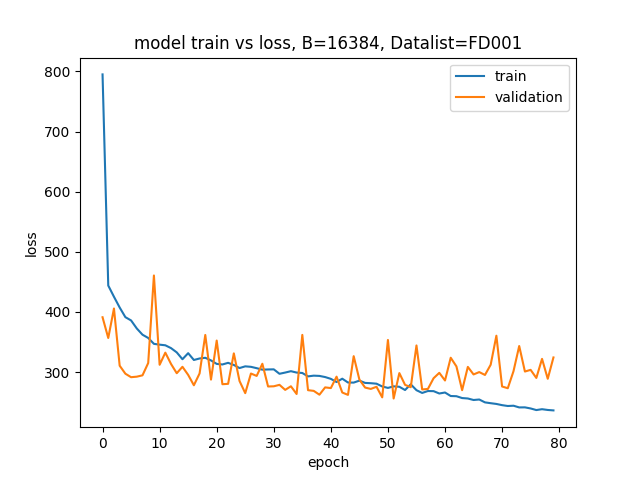 model train vs loss, B=16384, Datalist=FD001
train
validation
800
700
600
500
400
300
loss
0 10 20 30 40 50 60 70 80
epoch